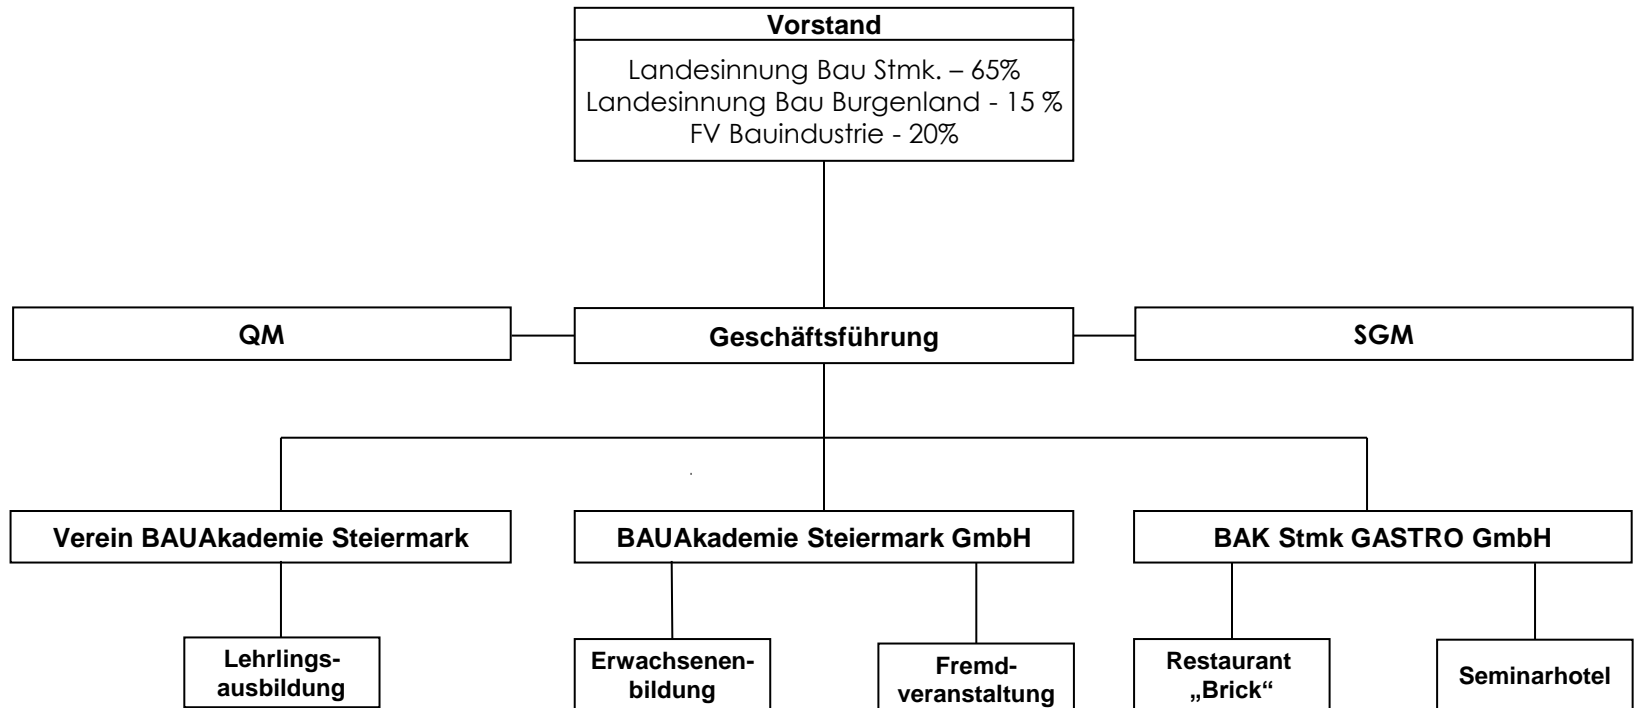 Vorstand
Landesinnung Bau Stmk. – 65%
Landesinnung Bau Burgenland - 15 %
FV Bauindustrie - 20%
QM
Geschäftsführung
SGM
Verein BAUAkademie Steiermark
BAUAkademie Steiermark GmbH
BAK Stmk GASTRO GmbH
Lehrlings-
ausbildung
Erwachsenen-
bildung
Fremd-
veranstaltung
Restaurant
„Brick“
Seminarhotel